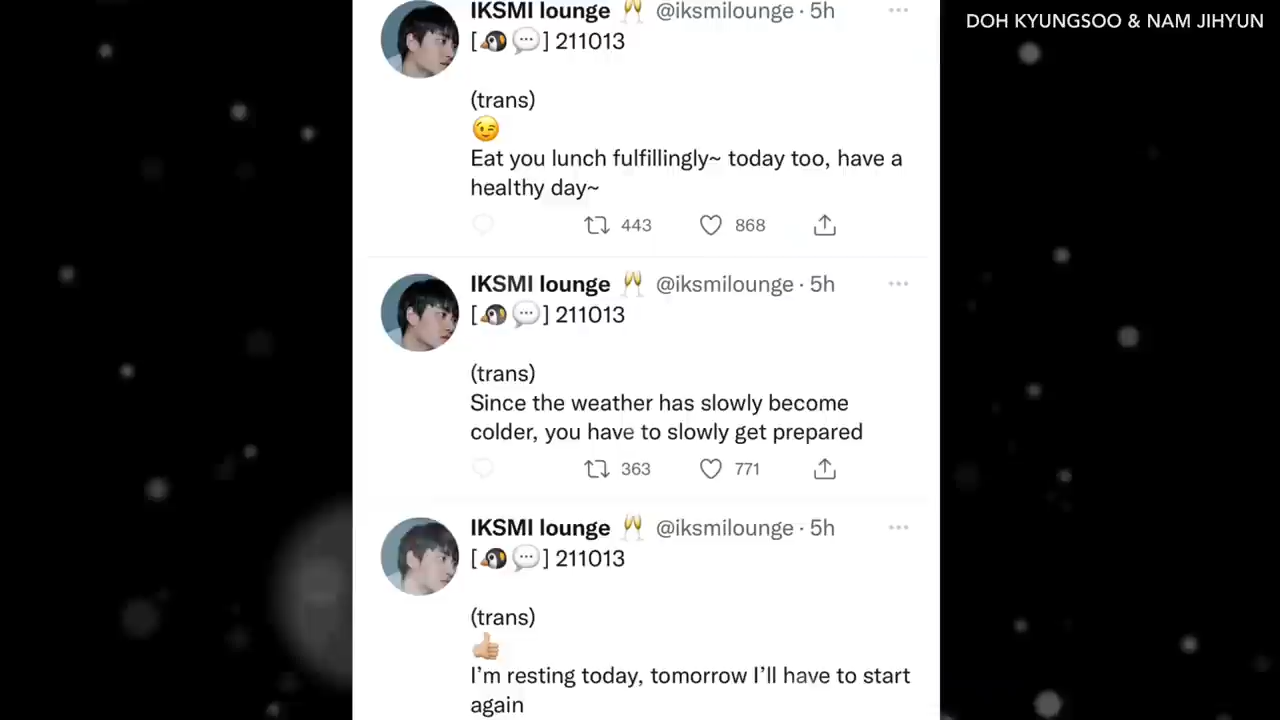 DOH KYUNGSOO & NAM JIHYUN
IKSMI lounge 🥂 @iksmilounge · 5h
[🐧💬] 211013
(trans)
😉
Eat you lunch fulfillingly~ today too, have a
healthy day~
443 868
IKSMI lounge 🥂 @iksmilounge · 5h
[🐧💬] 211013
(trans)
Since the weather has slowly become
colder, you have to slowly get prepared
363 771
IKSMI lounge 🥂 @iksmilounge · 5h
[🐧💬] 211013
(trans)
👍🏼
I’m resting today, tomorrow I’ll have to start
again